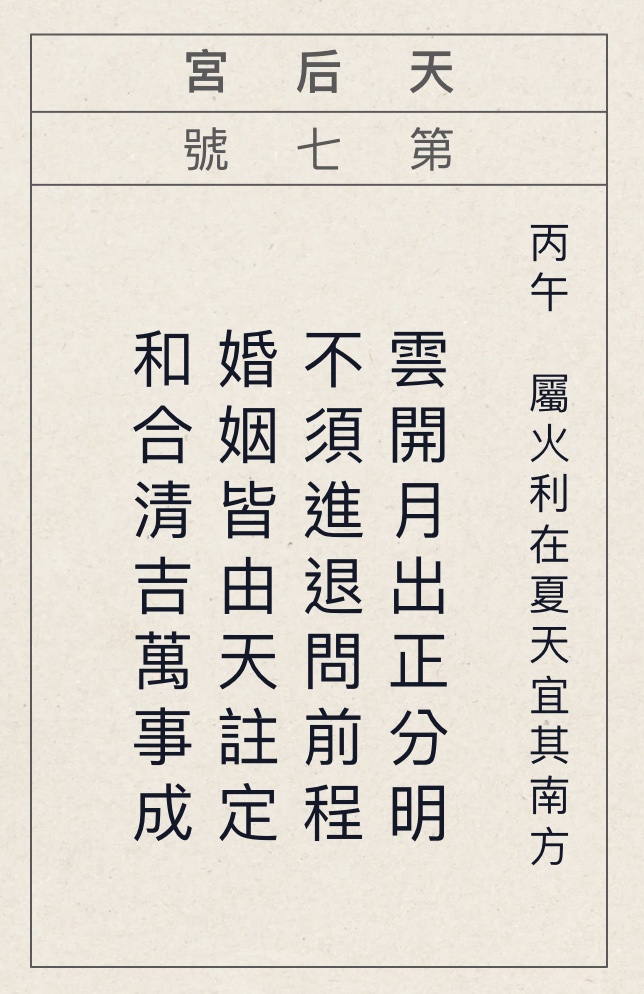 天后宮
第七號
丙午　屬火利在夏天宜其南方
雲開月出正分明
不須進退問前程
婚姻皆由天註定
和合清吉萬事成